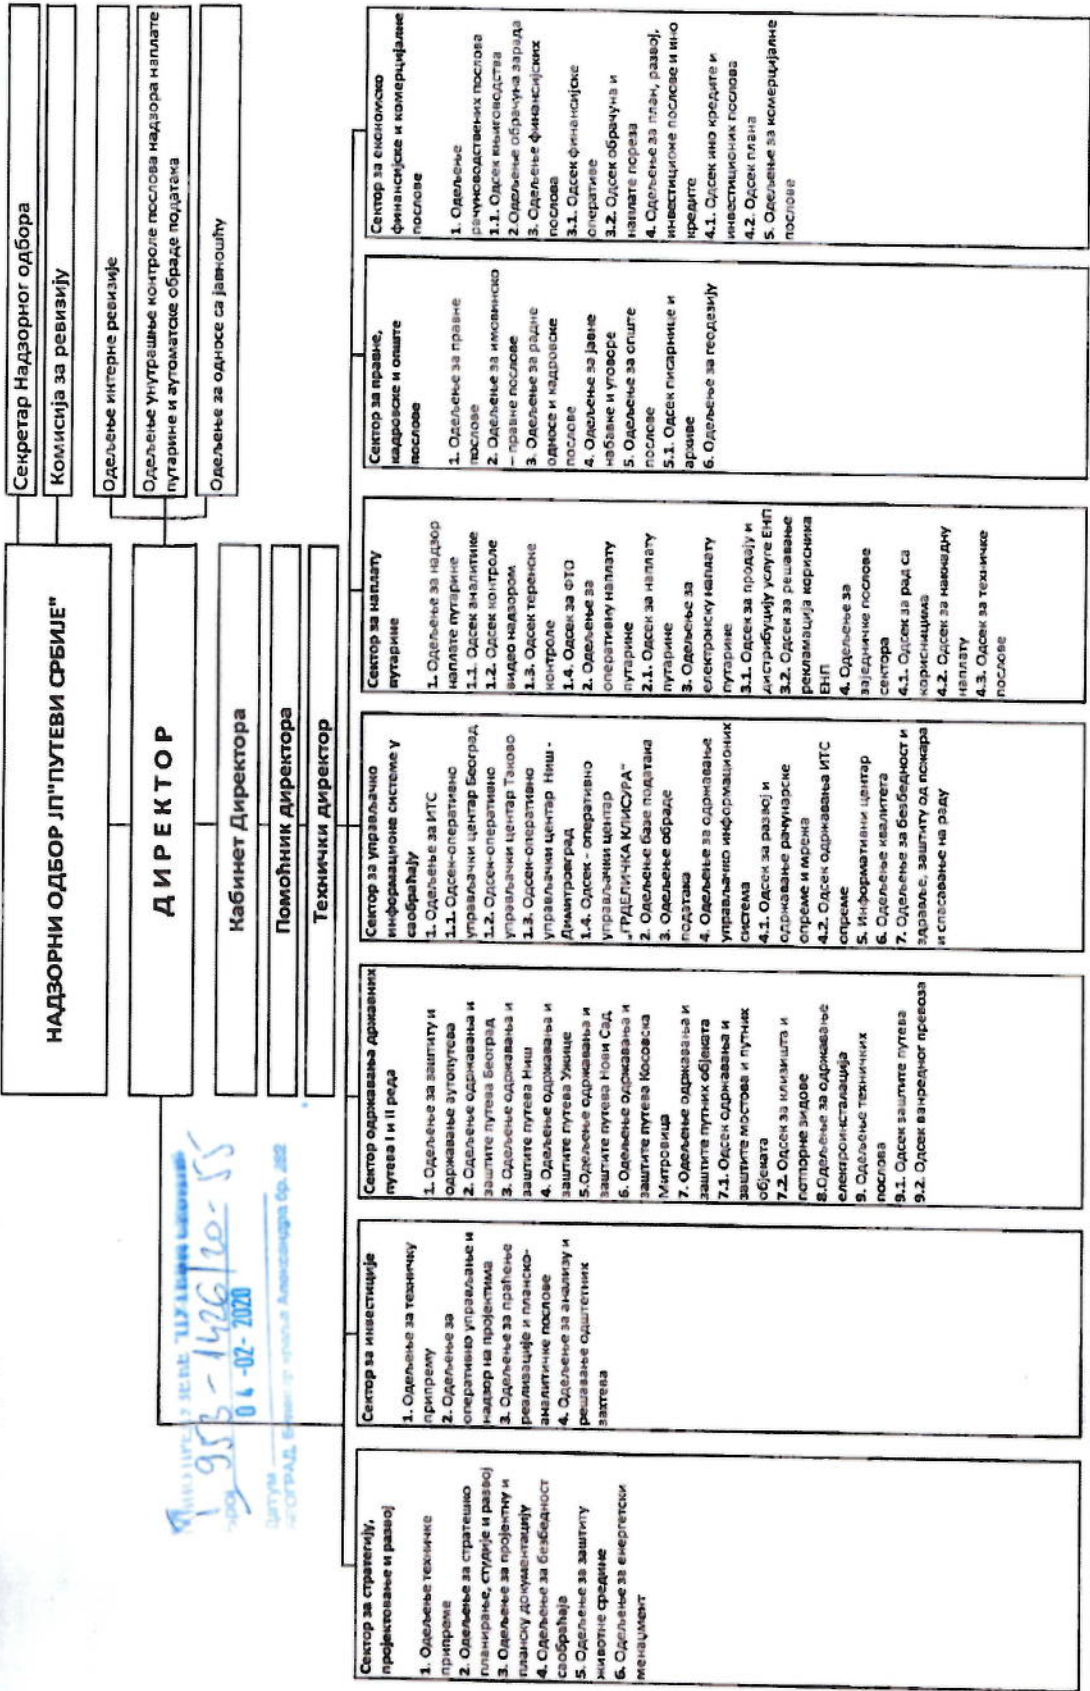 Секретар Надзорног одбора
Комисија за ревизију
НАДЗОРНИ ОДБОР ЈП"ПУТЕВИ СРБИЈЕ"
Одељење интерне ревизије
Одељење унутрашње контроле послова надзора наплате
путарине и аутоматске обраде података
Одељење за односе са јавношћу
ДИРЕКТОР
Кабинет Директора
Помоћник директора
Технички директор
953-1426/20-55
04-02-2020
Датум
Сектор за стратегију,
пројектовање и развој
1. Одељење техничке
припреме
2. Одељење за стратешко
планирање, студије и развој
3. Одељење за пројектну и
планску документацију
4. Одељење за безбедност
саобраћаја
5. Одељење за заштиту
животне средине
6. Одељење за енергетски
менаџмент
Сектор за инвестиције
1. Одељење за техничку
припрему
2. Одељење за
оперативно управљање и
надзор на пројектима
3. Одељење за праћење
реализације и планско-
аналитичке послове
4. Одељење за анализу и
решавање одштетних
захтева
Сектор одржавања државних
путева I и II реда
1. Одељење за заштиту и
одржавање аутопутева
2. Одељење одржавања и
заштите путева Београд
3. Одељење одржавања и
заштите путева Ниш
4. Одељење одржавања и
заштите путева Ужице
5.Одељење одржавања и
заштите путева Нови Сад
6. Одељење одржавања и
заштите путева Косовска
Митровица
7. Одељење одржавања и
заштите путних објеката
7.1. Одсек одржавања и
заштите мостова и путних
објеката
7.2. Одсек за клизишта и
потпорне зидове
8.Одељење за одржавање
електроинсталација
9. Одељење техничких
послова
9.1. Одсек заштите путева
9.2. Одсек ванредног превоза
Сектор за управљачко
информационе системе у
саобраћају
1. Одељење за ИТС
1.1. Одсек-оперативно
управљачки центар Београд
1.2. Одсек-оперативно
управљачки центар Таково
1.3. Одсек-оперативно
управљачки центар Ниш -
Димитровград
1.4. Одсек - оперативно
управљачки центар
„ГРДЕЛИЧКА КЛИСУРА"
2. Одељење базе података
3. Одељење обраде
података
4. Одељење за одржавање
управљачко информационих
система
4.1. Одсек за развој и
одржавање рачунарске
опреме и мрежа
4.2. Одсек одржавања ИТС
опреме
5. Информативни центар
6. Одељење квалитета
7. Одељење за безбедност и
здравље, заштиту од пожара
и спасавање на раду
Сектор за наплату
путарине
1. Одељење за надзор
наплате путарине
1.1. Одсек аналитике
1.2. Одсек контроле
видео надзором
1.3. Одсек теренске
контроле
1.4. Одсек за ФТО
2. Одељење за
оперативну наплату
путарине
2.1. Одсек за наплату
путарине
3. Одељење за
електронску наплату
путарине
3.1. Одсек за продају и
дистрибуцију услуге ЕНП
3.2. Одсек за решавање
рекламација корисника
ЕНП
4. Одељење за
заједничке послове
сектора
4.1. Одсек за рад са
корисницима
4.2. Одсек за накнадну
наплату
4.3. Одсек за техничке
послове
Сектор за правне,
кадровске и опште
послове
1. Одељење за правне
послове
2. Одељење за имовинско
– правне послове
3. Одељење за радне
односе и кадровске
послове
4. Одељење за јавне
набавке и уговоре
5. Одељење за опште
послове
5.1. Одсек писарнице и
архиве
6. Одељење за геодезију
Сектор за економско
финансијске и комерцијалне
послове
1. Одељење
рачуноводствених послова
1.1. Одсек књиговодства
2.Одељење обрачуна зарада
3. Одељење финансијских
послова
3.1. Одсек финансијске
оперативе
3.2. Одсек обрачуна и
наплате пореза
4. Одељење за план, развој,
инвестиционе послове и ино
кредите
4.1. Одсек ино кредите и
инвестиционих послова
4.2. Одсек плана
5. Одељење за комерцијалне
послове